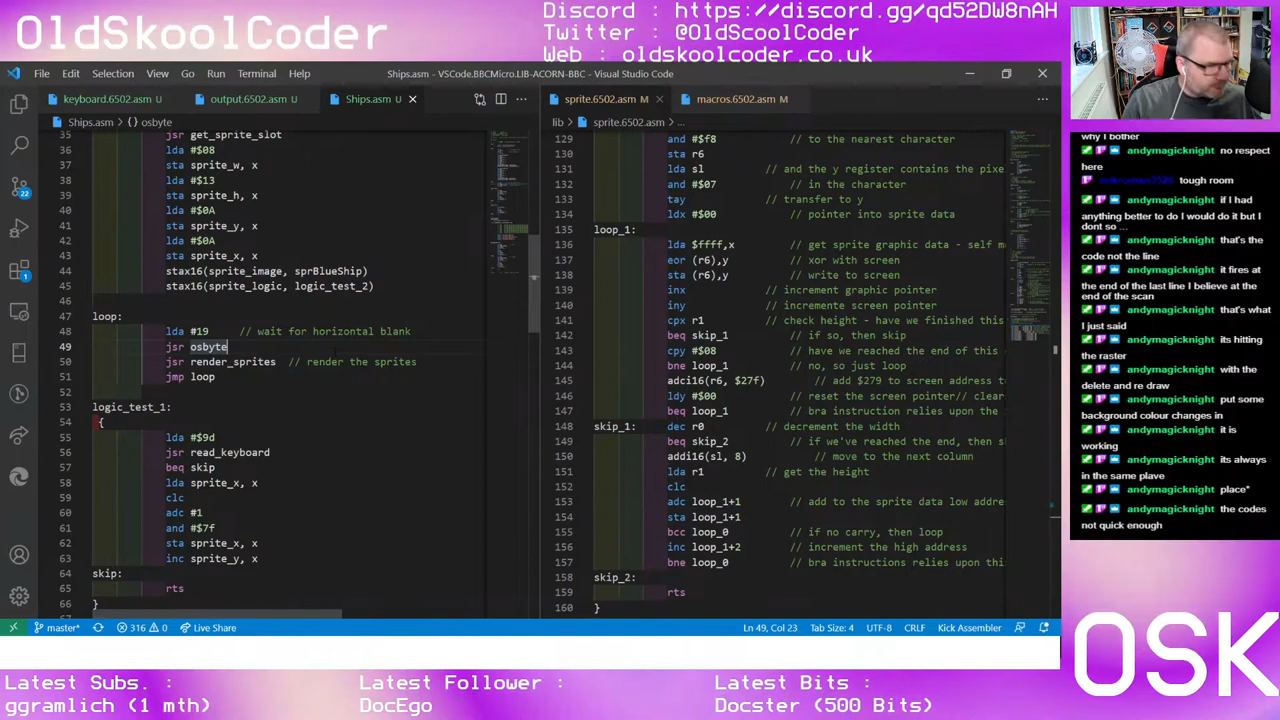 OldSkoolCoder
Discord : https://discord.gg/qd52DW8nAH
Twitter : @OldScoolCoder
Web : oldskoolcoder.co.uk
File Edit Selection View Go Run Terminal Help
Ships.asm - VSCode.BBCMicro.LIB-ACORN-BBC - Visual Studio Code
keyboard.6502.asm U
output.6502.asm U
Ships.asm U
Ships.asm > {} osbyte
35 jsr get_sprite_slot
36 lda #$08
37 sta sprite_w, x
38 lda #$13
39 sta sprite_h, x
40 lda #$0A
41 sta sprite_y, x
42 lda #$0A
43 sta sprite_x, x
44 stax16(sprite_image, sprBlueShip)
45 stax16(sprite_logic, logic_test_2)
46
47 loop:
48 lda #19 // wait for horizontal blank
49 jsr osbyte
50 jsr render_sprites // render the sprites
51 jmp loop
52
53 logic_test_1:
54 {
55 lda #$9d
56 jsr read_keyboard
57 beq skip
58 lda sprite_x, x
59 clc
60 adc #1
61 and #$7f
62 sta sprite_x, x
63 inc sprite_y, x
64 skip:
65 rts
66 }
sprite.6502.asm M
macros.6502.asm M
lib > sprite.6502.asm > ...
129 and #$f8 // to the nearest character
130 sta r6
131 lda sl // and the y register contains the pixe
132 and #$07 // in the character
133 tay // transfer to y
134 ldx #$00 // pointer into sprite data
135 loop_1:
136 lda $ffff,x // get sprite graphic data - self m
137 eor (r6),y // xor with screen
138 sta (r6),y // write to screen
139 inx // increment graphic pointer
140 iny // incremente screen pointer
141 cpx r1 // check height - have we finished this
142 beq skip_1 // if so, then skip
143 cpy #$08 // have we reached the end of this
144 bne loop_1 // no, so just loop
145 adci16(r6, $27f) // add $279 to screen address t
146 ldy #$00 // reset the screen pointer// clear
147 beq loop_1 // bra instruction relies upon the
148 skip_1: dec r0 // decrement the width
149 beq skip_2 // if we've reached the end, then s
150 addi16(sl, 8) // move to the next column
151 lda r1 // get the height
152 clc
153 adc loop_1+1 // add to the sprite data low addre
154 sta loop_1+1
155 bcc loop_0 // if no carry, then loop
156 inc loop_1+2 // increment the high address
157 bne loop_0 // bra instructions relies upon thi
158 skip_2:
159 rts
160 }
22
1
master*
316 0
Live Share
Ln 49, Col 23 Tab Size: 4 UTF-8 CRLF Kick Assembler
why I bother
andymagicknight no respect
here
tough room
andymagicknight if I had
anything better to do I would do it but I
dont so ...
andymagicknight that's the
code not the line
andymagicknight it fires at
the end of the last line I believe at the
end of the scan
andymagicknight that's what
I just said
andymagicknight its hitting
the raster
andymagicknight with the
delete and re draw
andymagicknight put some
background colour changes in
andymagicknight it is
working
andymagicknight its always
in the same plave
andymagicknight place*
andymagicknight the codes
not quick enough
OSK
Latest Subs. :
ggramlich (1 mth)
Latest Follower :
DocEgo
Latest Bits :
Docster (500 Bits)